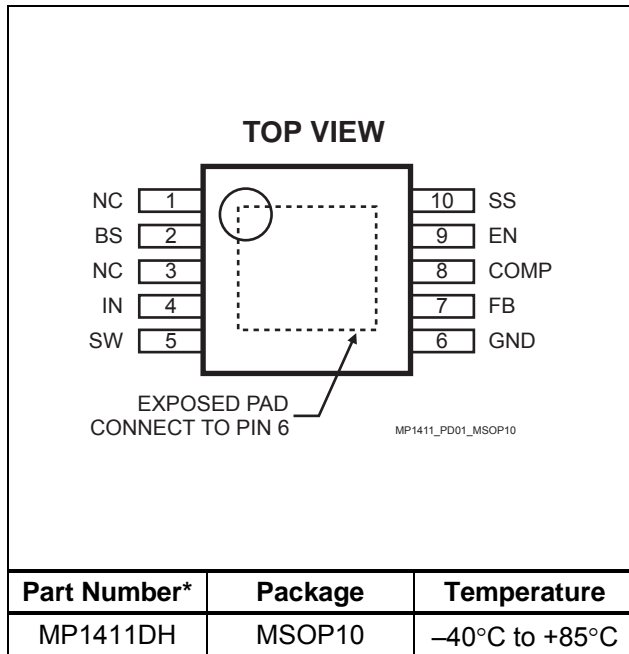 TOP VIEW
NC 1
BS 2
NC 3
IN 4
SW 5
10 SS
9 EN
8 COMP
7 FB
6 GND
EXPOSED PAD
CONNECT TO PIN 6
MP1411_PD01_MSOP10
Part Number* Package Temperature
MP1411DH MSOP10 –40°C to +85°C